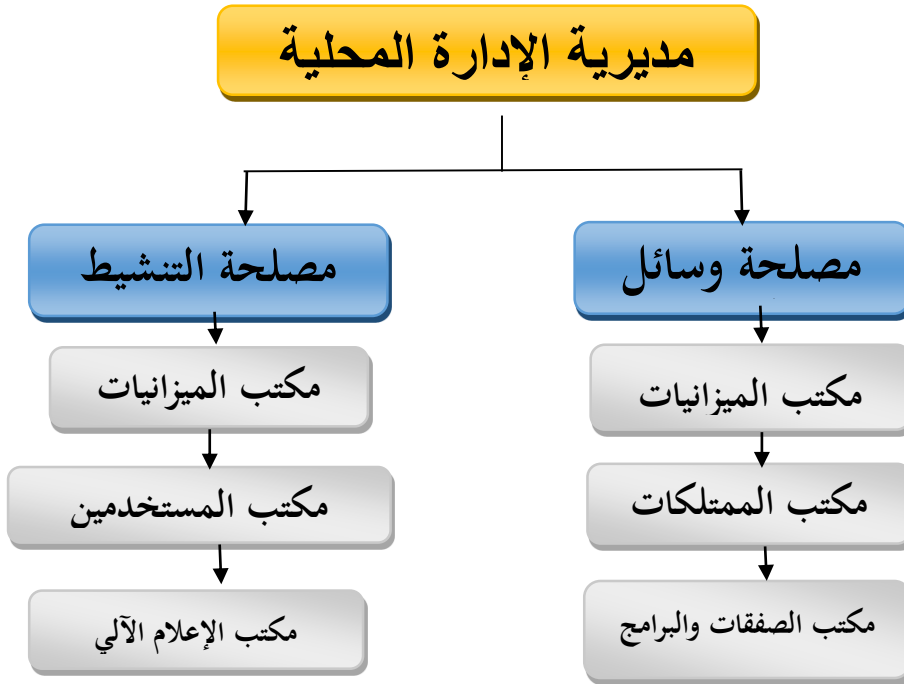 مديرية الإدارة المحلية
مصلحة وسائل
مصلحة التنشيط
مكتب الميزانيات
مكتب الميزانيات
مكتب الممتلكات
مكتب المستخدمين
مكتب الصفقات والبرامج
مكتب الإعلام الآلي